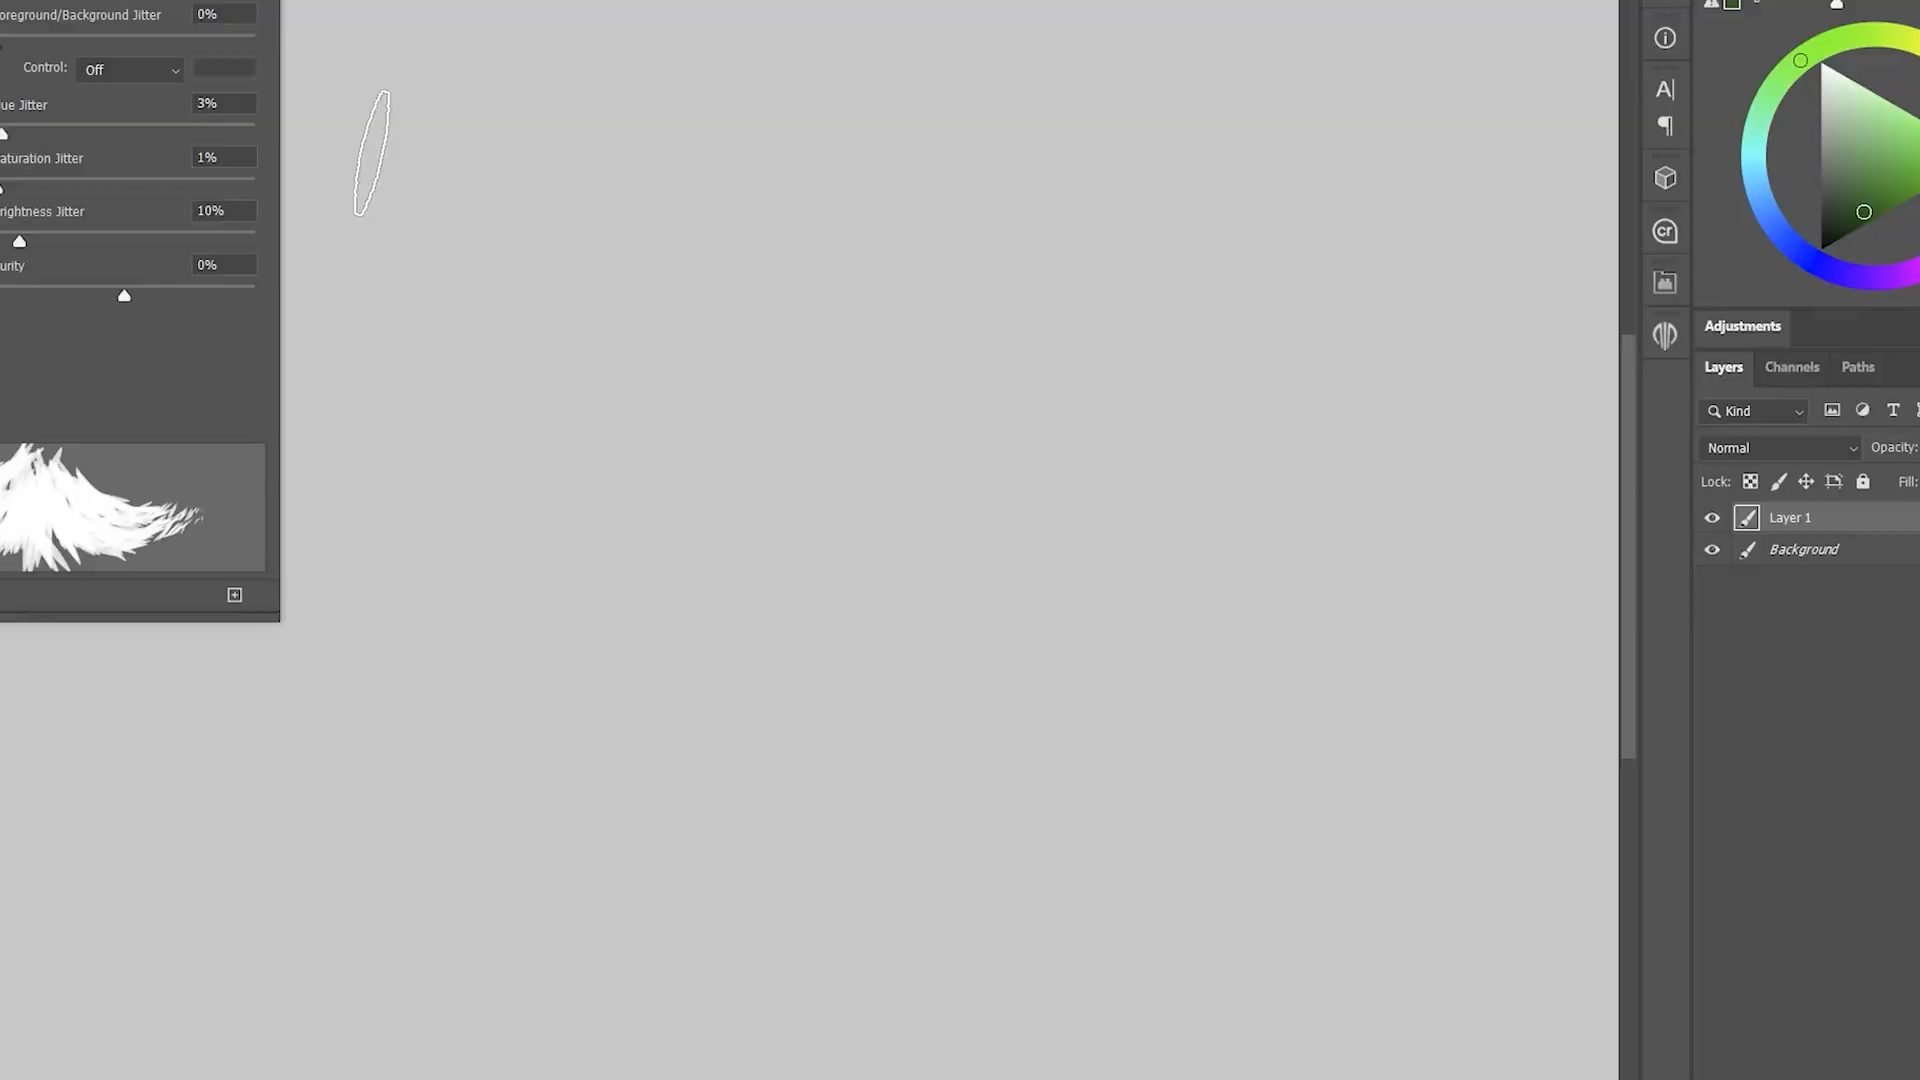 oreground/Background Jitter 0%
Control: Off
ue Jitter 3%
aturation Jitter 1%
rightness Jitter 10%
urity 0%
A|
¶
cr
Adjustments
Layers Channels Paths
Kind T
Normal Opacity:
Lock: Fill:
Layer 1
Background